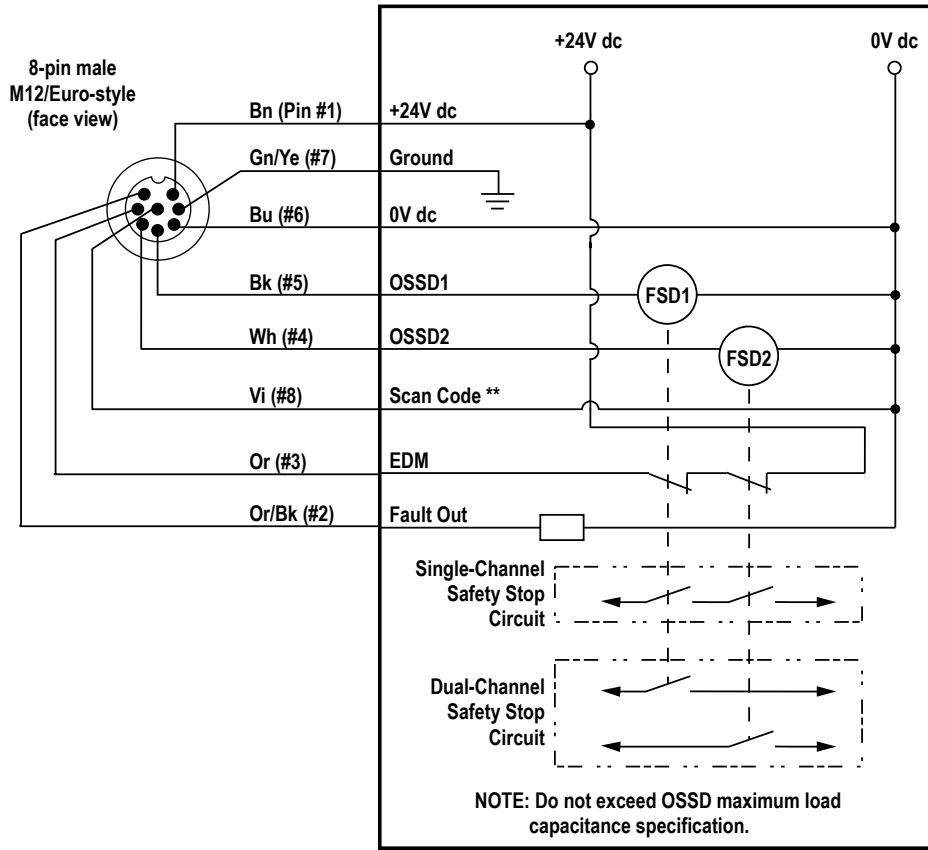 +24V dc
0V dc
8-pin male
M12/Euro-style
(face view)
Bn (Pin #1)
+24V dc
Gn/Ye (#7)
Ground
Bu (#6)
0V dc
Bk (#5)
OSSD1
FSD1
Wh (#4)
OSSD2
FSD2
Vi (#8)
Scan Code **
Or (#3)
EDM
Or/Bk (#2)
Fault Out
Single-Channel
Safety Stop
Circuit
Dual-Channel
Safety Stop
Circuit
NOTE: Do not exceed OSSD maximum load
capacitance specification.